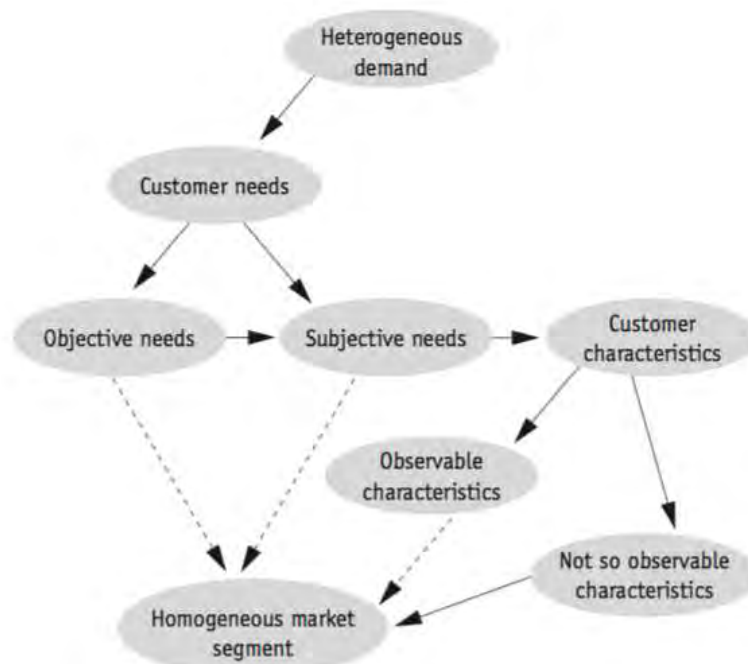 Heterogeneous
demand
Customer needs
Objective needs
Subjective needs
Customer
characteristics
Observable
characteristics
Not so observable
characteristics
Homogeneous market
segment